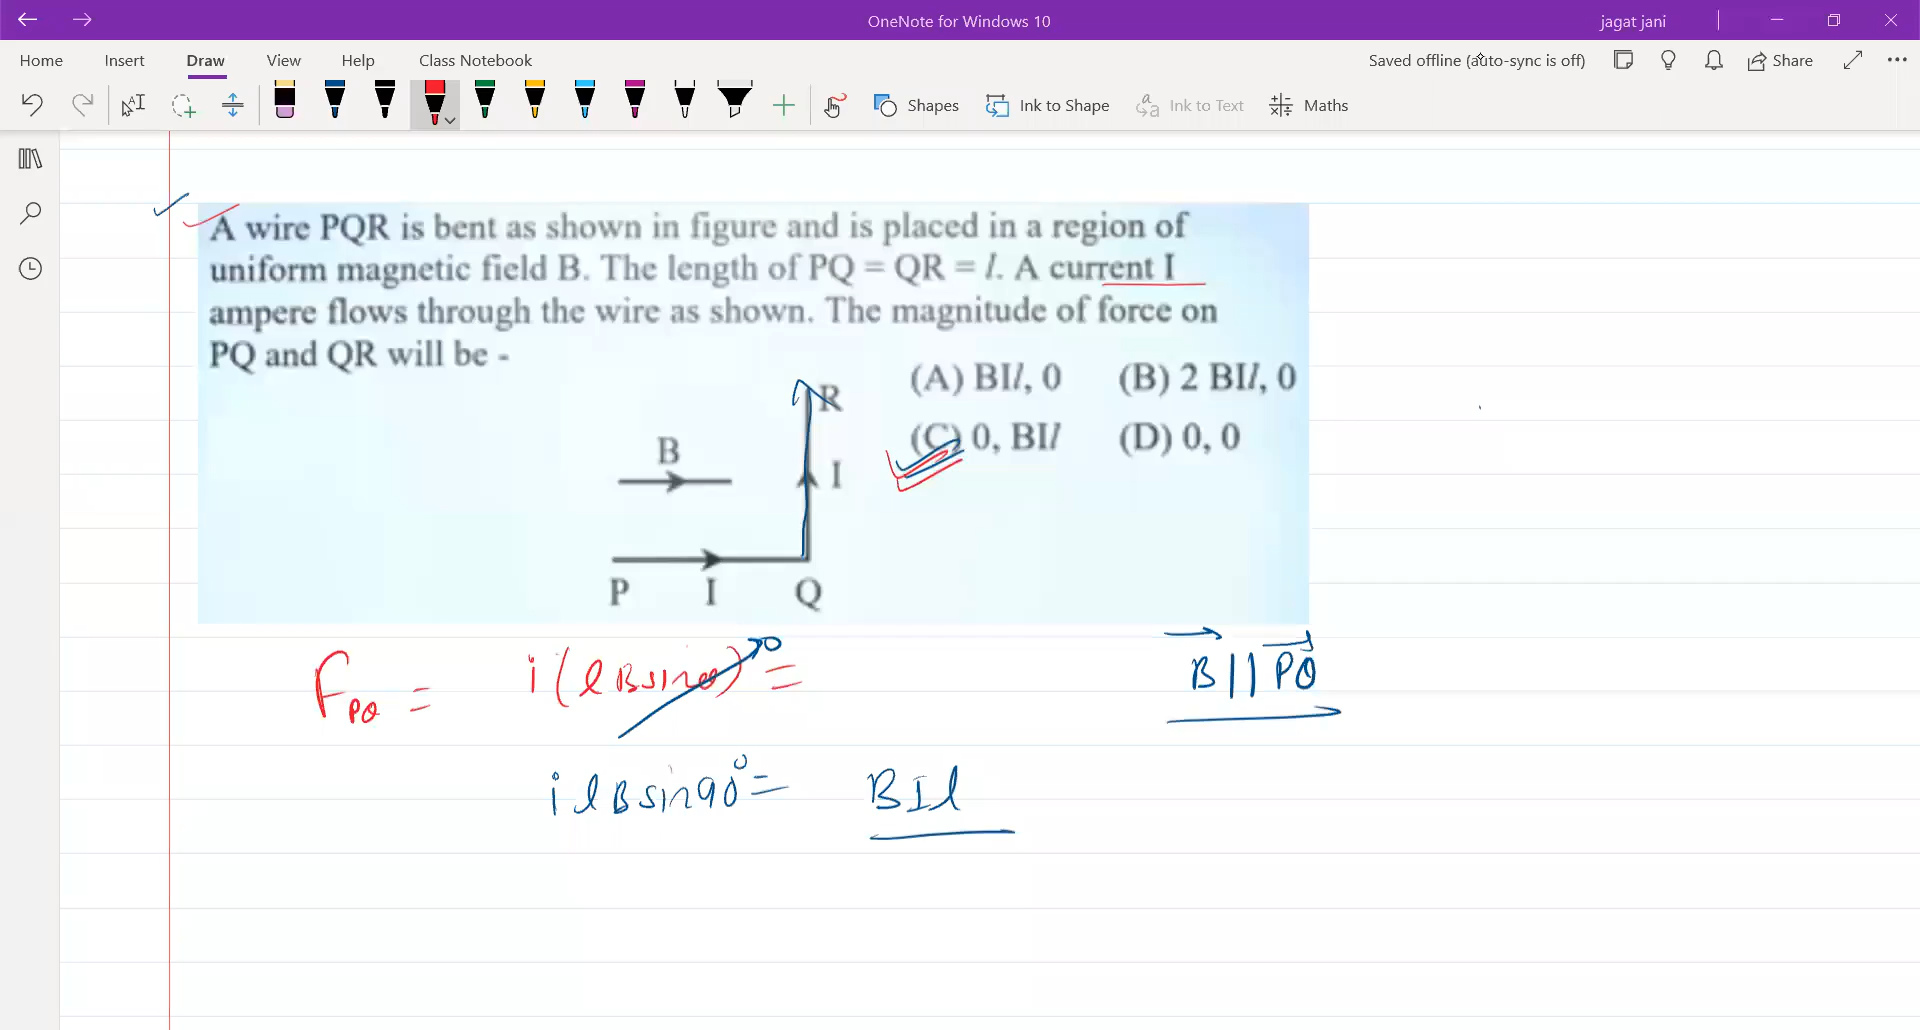 OneNote for Windows 10
jagat jani
Home Insert Draw View Help Class Notebook
Saved offline (auto-sync is off) Share
Shapes Ink to Shape Ink to Text Maths
A wire PQR is bent as shown in figure and is placed in a region of
uniform magnetic field B. The length of PQ = QR = l. A current I
ampere flows through the wire as shown. The magnitude of force on
PQ and QR will be -
(A) BIl, 0 (B) 2 BIl, 0
(C) 0, BIl (D) 0, 0
R
B
I
P I Q
F_PQ = i(lB sinθ)^0 =
B || PQ
i l B sin90° = BIl